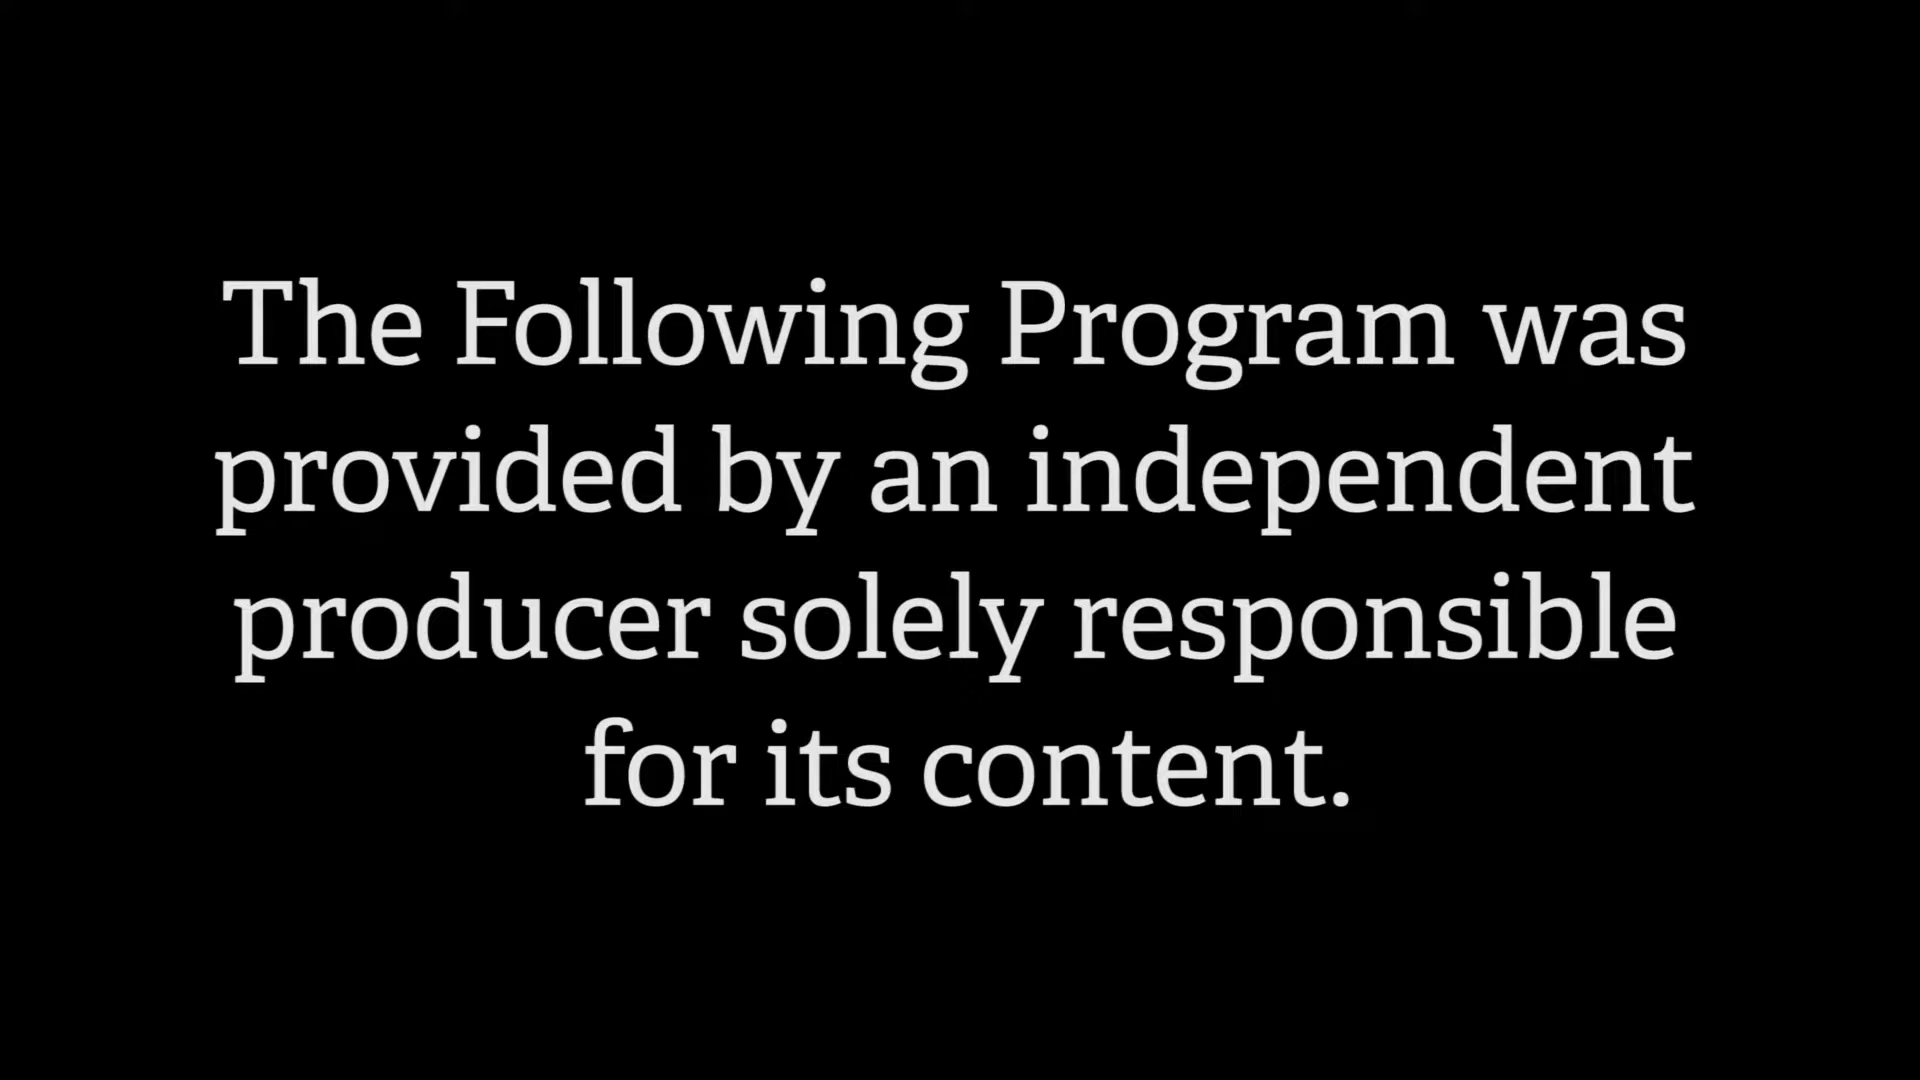 The Following Program was
provided by an independent
producer solely responsible
for its content.